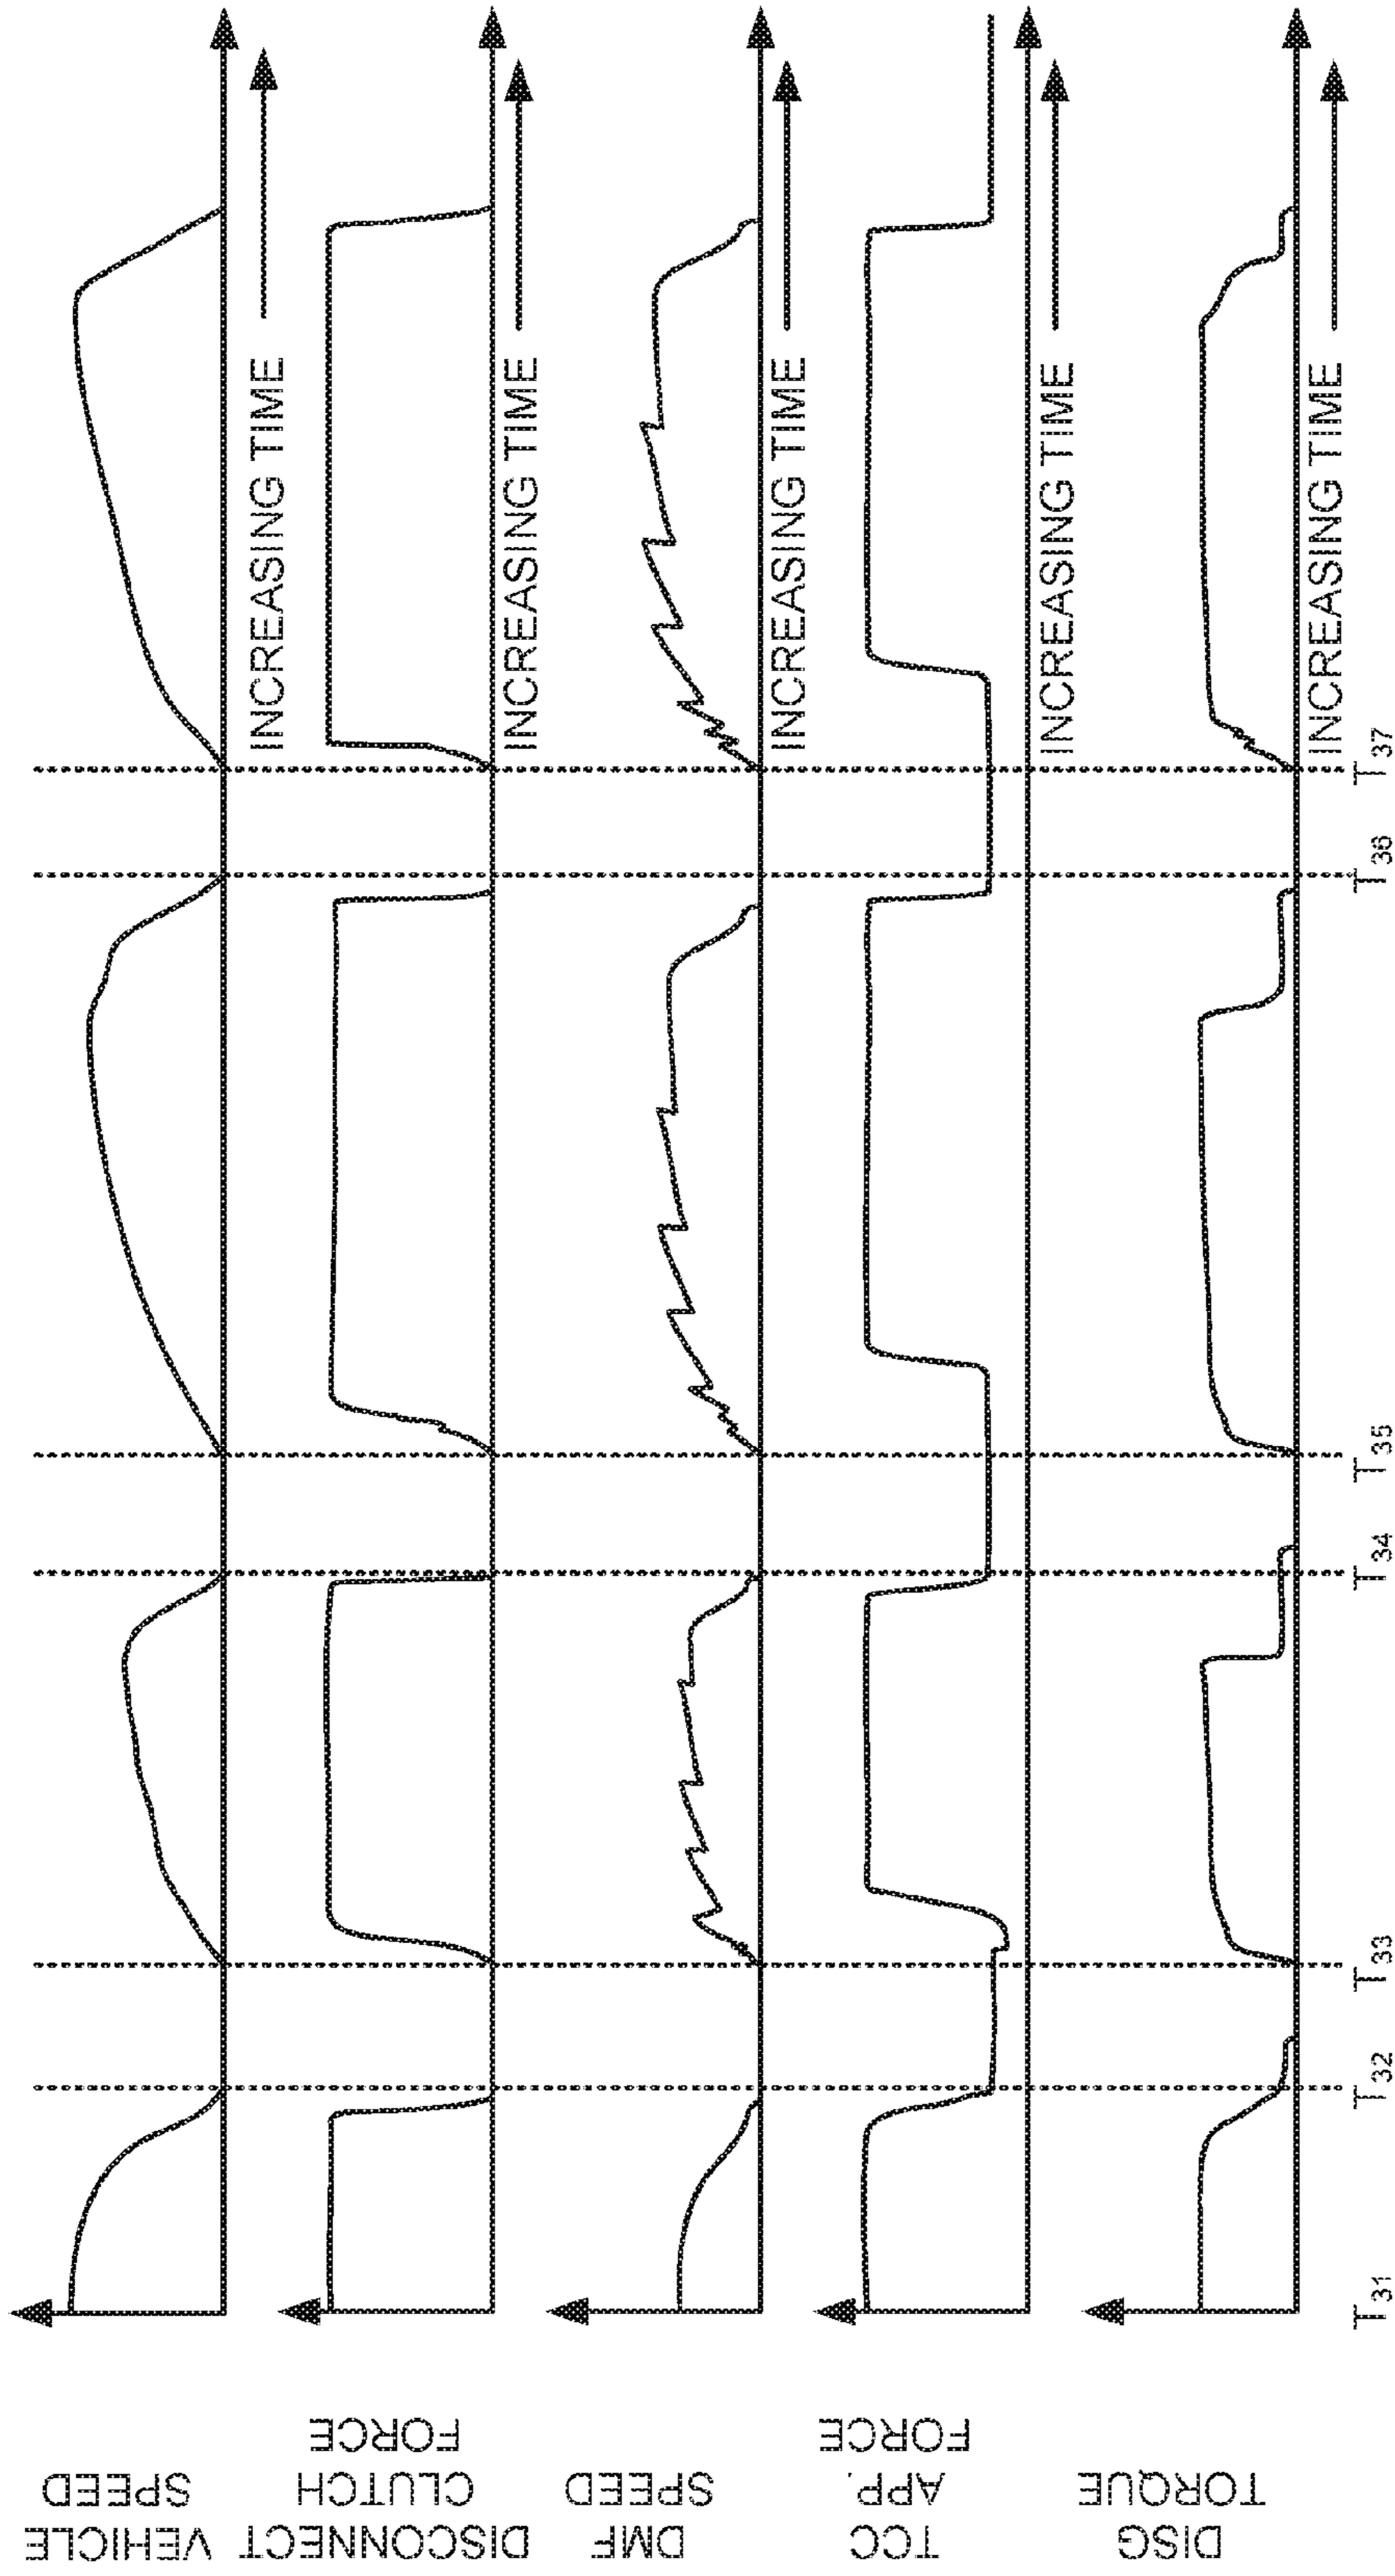 VEHICLE
SPEED
INCREASING TIME
DISCONNECT
CLUTCH
FORCE
INCREASING TIME
DMF
SPEED
INCREASING TIME
TCC
APP.
FORCE
INCREASING TIME
DISG
TORQUE
INCREASING TIME
T31 T32 T33 T34 T35 T36 T37